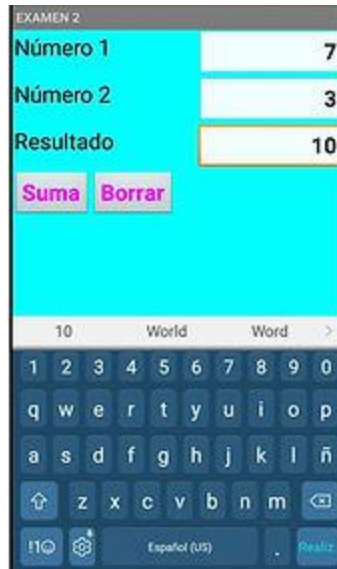 EXAMEN 2
Número 1 7
Número 2 3
Resultado 10
Suma Borrar
10 World Word >
1 2 3 4 5 6 7 8 9 0
q w e r t y u i o p
a s d f g h j k l ñ
z x c v b n m
!1☺ Español (US) . Realiz